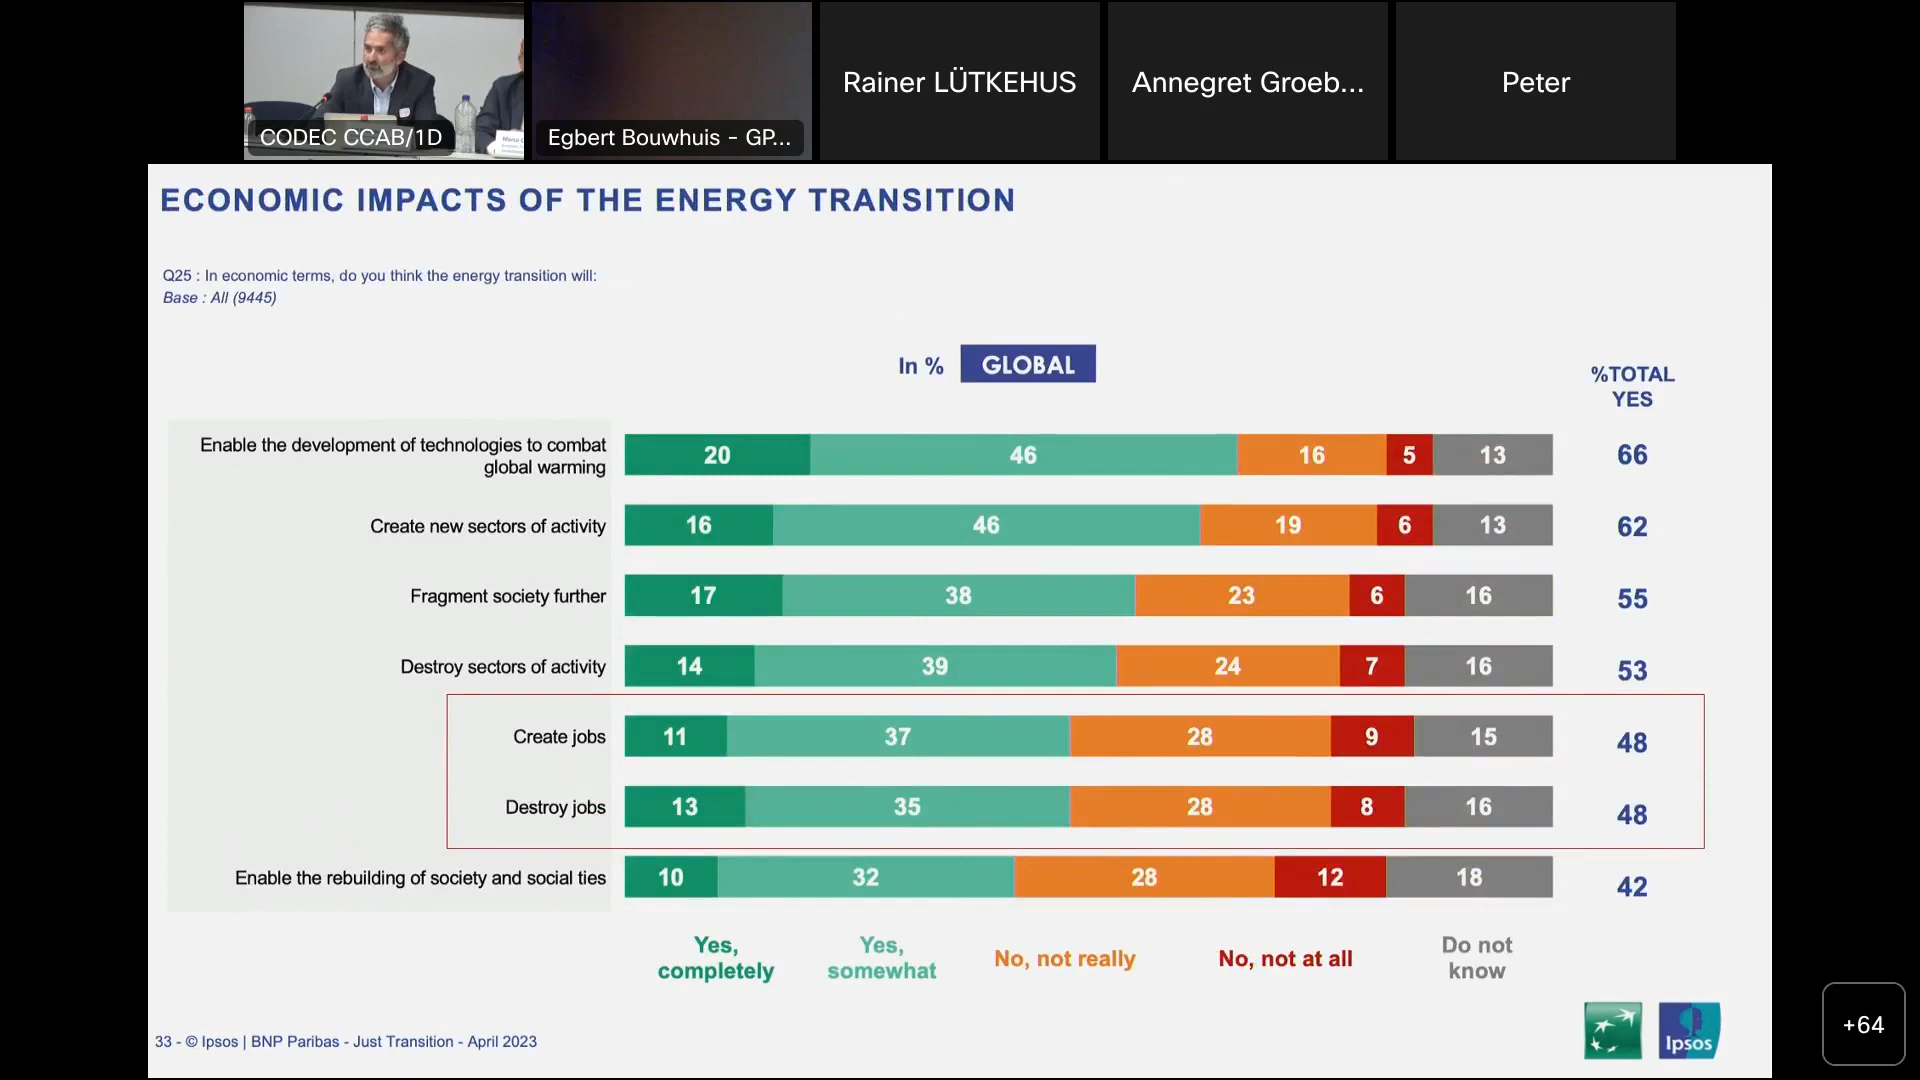 CODEC CCAB/1D
Egbert Bouwhuis - GP...
Rainer LÜTKEHUS
Annegret Groeb...
Peter
ECONOMIC IMPACTS OF THE ENERGY TRANSITION
Q25 : In economic terms, do you think the energy transition will:
Base : All (9445)
In % GLOBAL
%TOTAL
YES
Enable the development of technologies to combat
global warming
20 46 16 5 13 66
Create new sectors of activity 16 46 19 6 13 62
Fragment society further 17 38 23 6 16 55
Destroy sectors of activity 14 39 24 7 16 53
Create jobs 11 37 28 9 15 48
Destroy jobs 13 35 28 8 16 48
Enable the rebuilding of society and social ties 10 32 28 12 18 42
Yes,
completely
Yes,
somewhat
No, not really
No, not at all
Do not
know
33 - © Ipsos | BNP Paribas - Just Transition - April 2023
Ipsos
+64